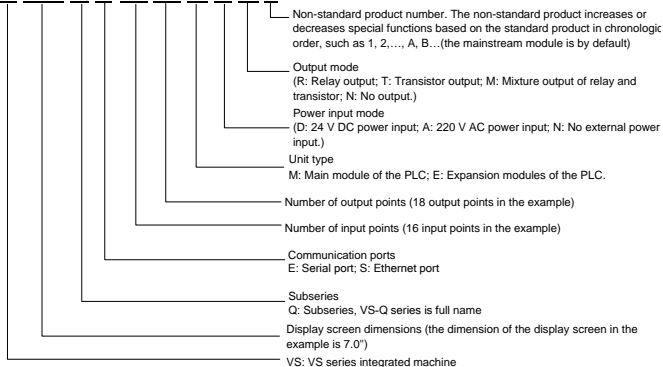 Non-standard product number. The non-standard product increases or
decreases special functions based on the standard product in chronologic
order, such as 1, 2,…, A, B…(the mainstream module is by default)
Output mode
(R: Relay output; T: Transistor output; M: Mixture output of relay and
transistor; N: No output.)
Power input mode
(D: 24 V DC power input; A: 220 V AC power input; N: No external power
input.)
Unit type
M: Main module of the PLC; E: Expansion modules of the PLC.
Number of output points (18 output points in the example)
Number of input points (16 input points in the example)
Communication ports
E: Serial port; S: Ethernet port
Subseries
Q: Subseries, VS-Q series is full name
Display screen dimensions (the dimension of the display screen in the
example is 7.0")
VS: VS series integrated machine